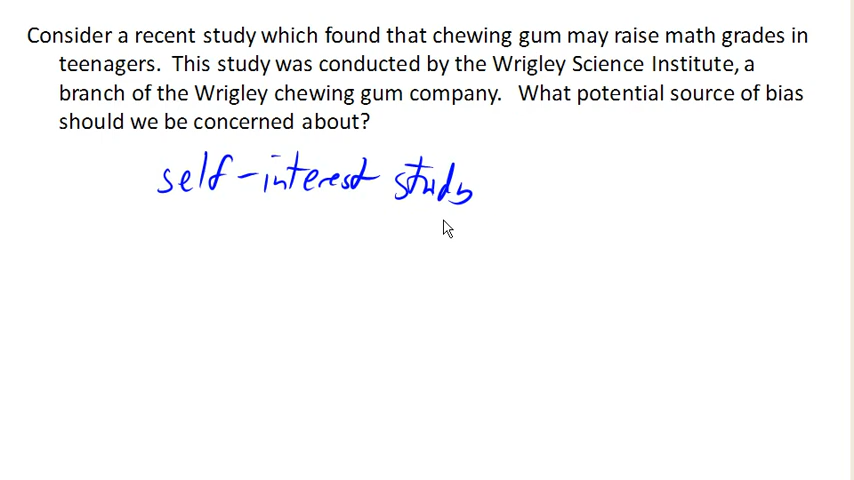 Consider a recent study which found that chewing gum may raise math grades in
teenagers. This study was conducted by the Wrigley Science Institute, a
branch of the Wrigley chewing gum company. What potential source of bias
should we be concerned about?
self-interest study